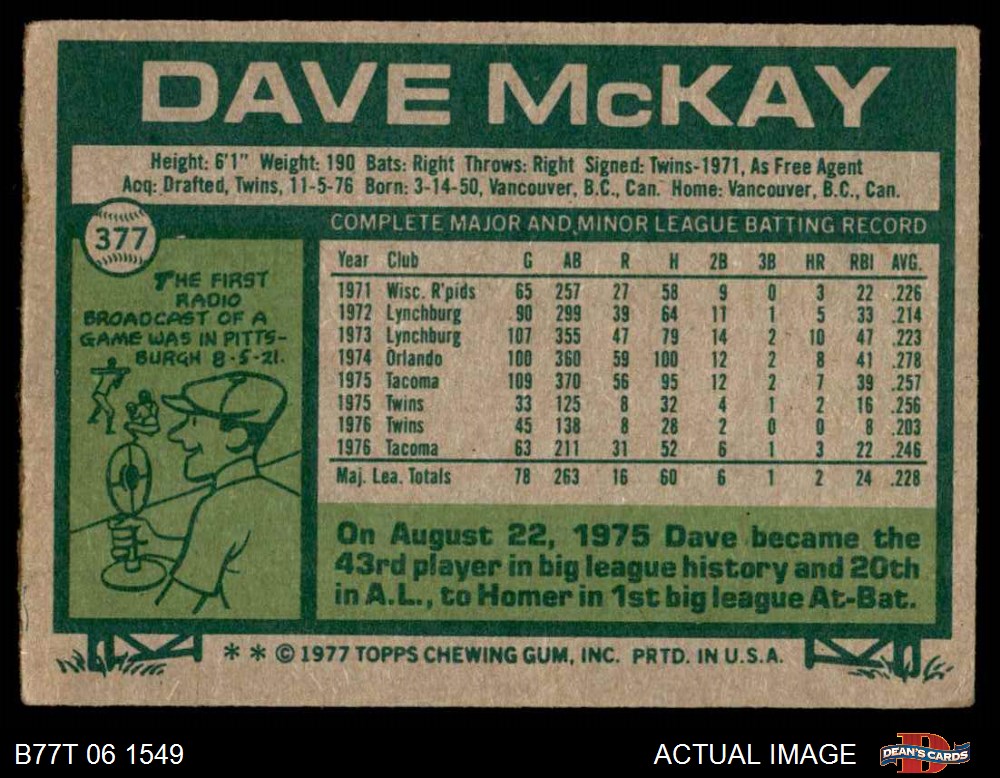 DAVE McKAY
Height: 6'1" Weight: 190 Bats: Right Throws: Right Signed: Twins-1971, As Free Agent
Acq: Drafted, Twins, 11-5-76 Born: 3-14-50, Vancouver, B.C., Can. Home: Vancouver, B.C., Can.
377
THE FIRST
RADIO
BROADCAST OF A
GAME WAS IN PITTS-
BURGH 8-5-21.
COMPLETE MAJOR AND MINOR LEAGUE BATTING RECORD
Year Club G AB R H 2B 3B HR RBI AVG.
1971 Wisc. R'pids 65 257 27 58 9 0 3 22 .226
1972 Lynchburg 90 299 39 64 11 1 5 33 .214
1973 Lynchburg 107 355 47 79 14 2 10 47 .223
1974 Orlando 100 360 59 100 12 2 8 41 .278
1975 Tacoma 109 370 56 95 12 2 7 39 .257
1975 Twins 33 125 8 32 4 1 2 16 .256
1976 Twins 45 138 8 28 2 0 0 8 .203
1976 Tacoma 63 211 31 52 6 1 3 22 .246
Maj. Lea. Totals 78 263 16 60 6 1 2 24 .228
On August 22, 1975 Dave became the
43rd player in big league history and 20th
in A.L., to Homer in 1st big league At-Bat.
* * © 1977 TOPPS CHEWING GUM, INC. PRTD. IN U.S.A.
B77T 06 1549
ACTUAL IMAGE
D
DEAN'S CARDS